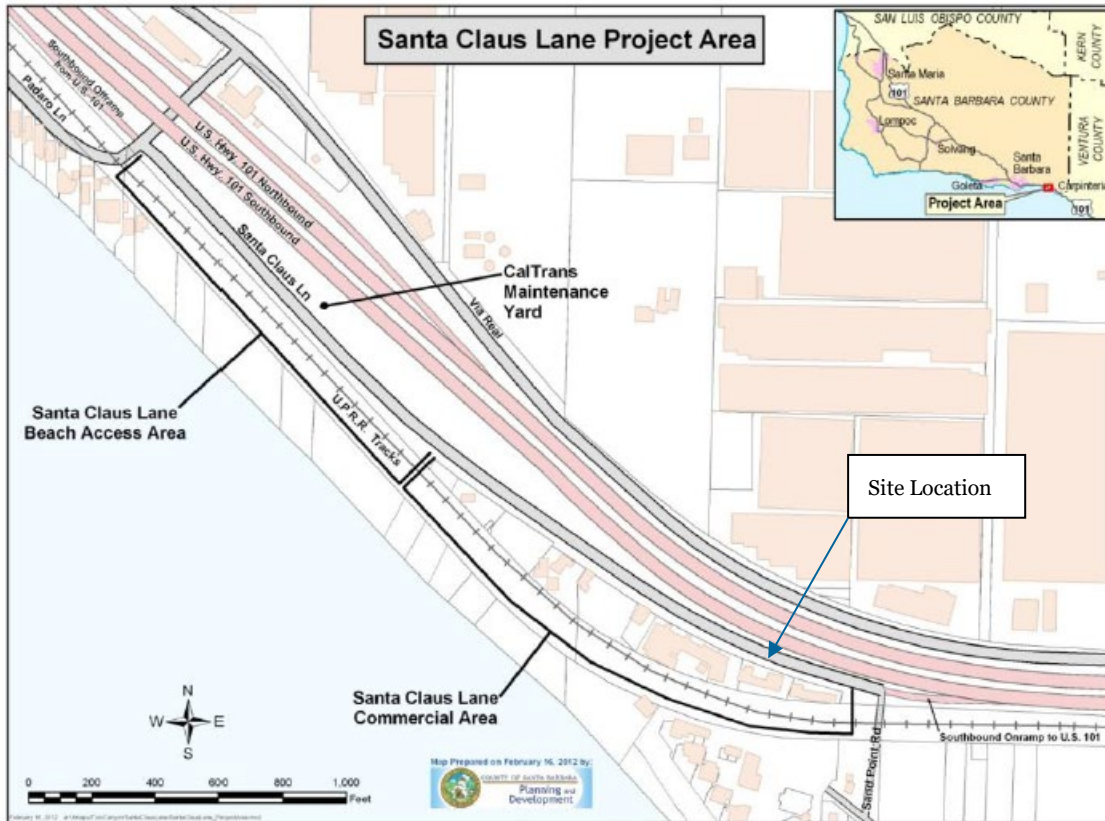 Santa Claus Lane Project Area
SAN LUIS OBISPO COUNTY
KERN
COUNTY
Santa Maria
101
SANTA BARBARA COUNTY
Lompoc
Solvang
VENTURA
COUNTY
Santa
Barbara
Goleta
Carpinteria
Project Area
101
Southbound Offramp
from U.S. 101
Padaro Ln
U.S. Hwy. 101 Northbound
U.S. Hwy. 101 Southbound
Santa Claus Ln
CalTrans
Maintenance
Yard
Via Real
Santa Claus Lane
Beach Access Area
U.P.R.R. Tracks
Site Location
Santa Claus Lane
Commercial Area
Southbound Onramp to U.S. 101
Sand Point Rd
N
W E
S
0 200 400 600 800 1,000
Feet
Map Prepared on February 16, 2012 by:
COUNTY OF SANTA BARBARA
Planning and
Development